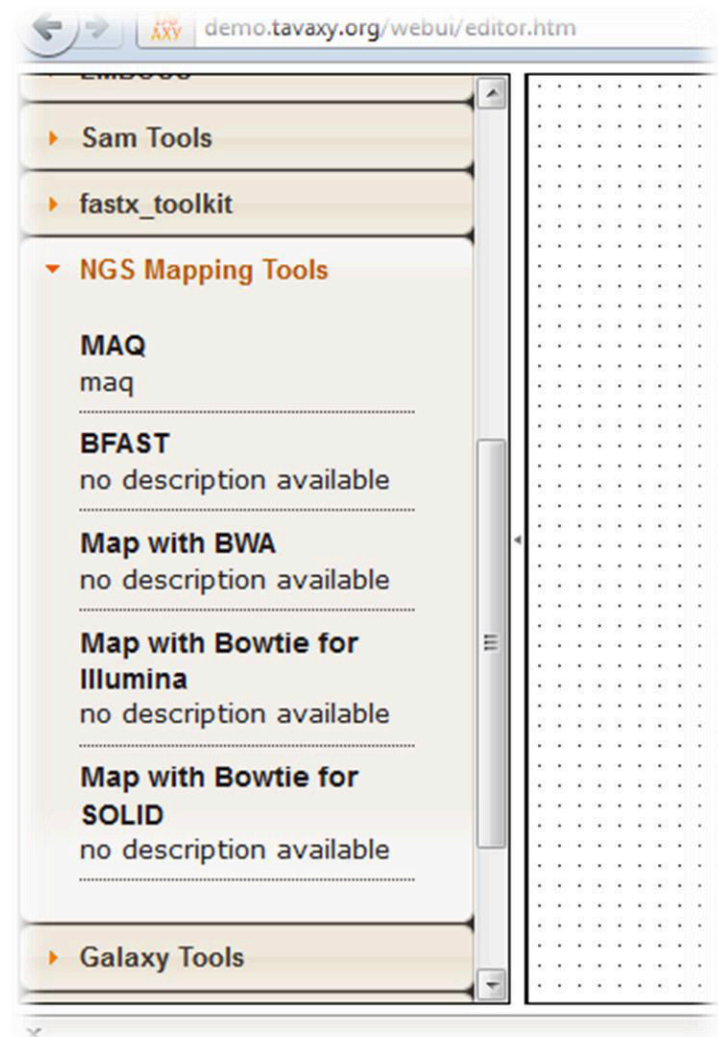 AXY demo.tavaxy.org/webui/editor.htm
Sam Tools
fastx_toolkit
NGS Mapping Tools
MAQ
maq
BFAST
no description available
Map with BWA
no description available
Map with Bowtie for
Illumina
no description available
Map with Bowtie for
SOLID
no description available
Galaxy Tools